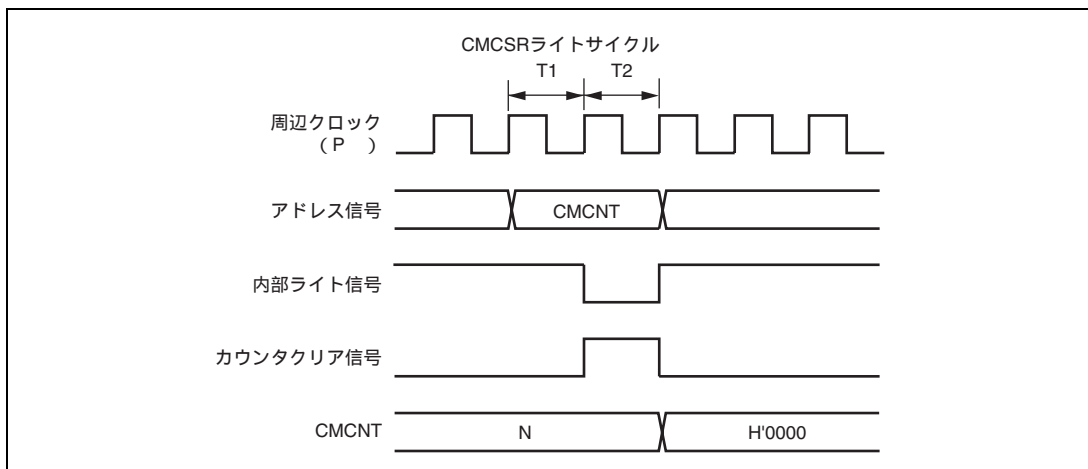 CMCSRライトサイクル
T1 T2
周辺クロック
（P　）
アドレス信号 CMCNT
内部ライト信号
カウンタクリア信号
CMCNT N H'0000